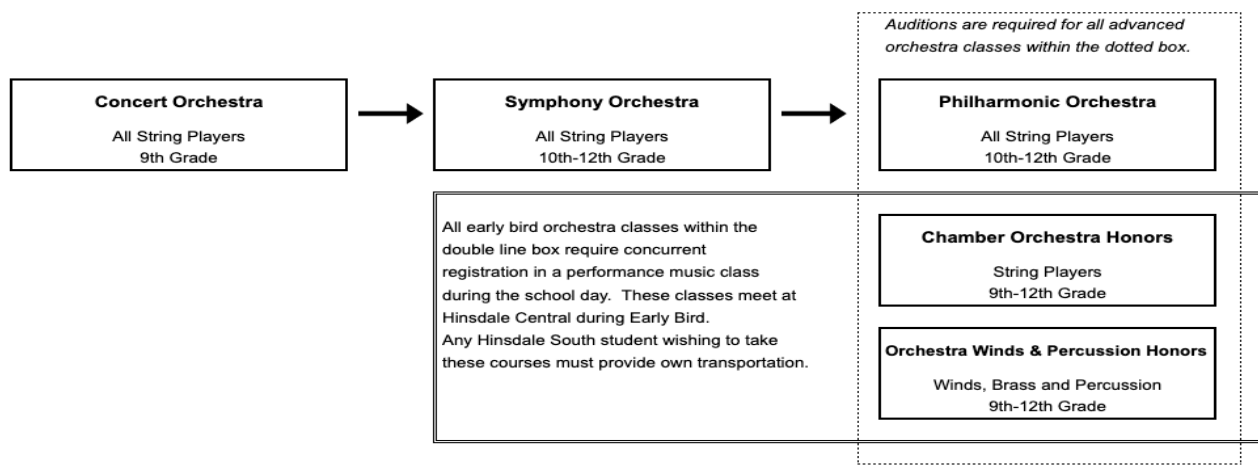 Auditions are required for all advanced
orchestra classes within the dotted box.
Concert Orchestra
All String Players
9th Grade
Symphony Orchestra
All String Players
10th-12th Grade
Philharmonic Orchestra
All String Players
10th-12th Grade
All early bird orchestra classes within the
double line box require concurrent
registration in a performance music class
during the school day.  These classes meet at
Hinsdale Central during Early Bird.
Any Hinsdale South student wishing to take
these courses must provide own transportation.
Chamber Orchestra Honors
String Players
9th-12th Grade
Orchestra Winds & Percussion Honors
Winds, Brass and Percussion
9th-12th Grade